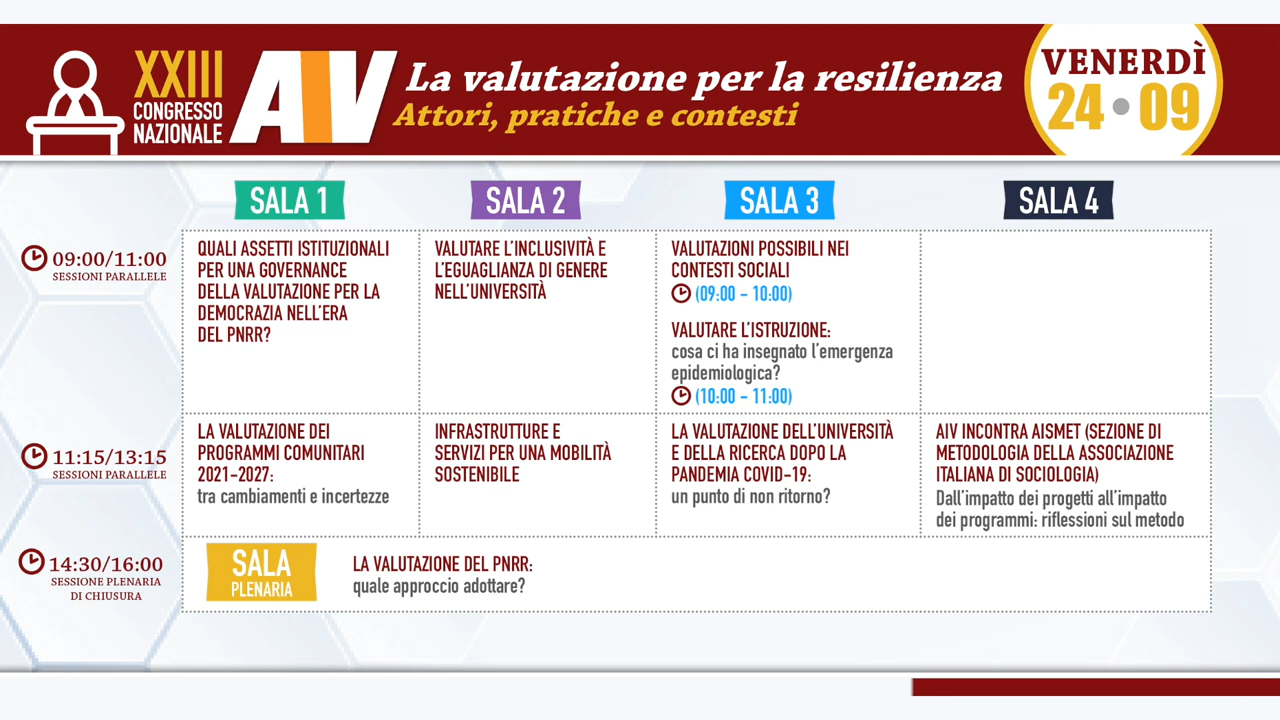 XXIII
CONGRESSO
NAZIONALE
AIV
La valutazione per la resilienza
Attori, pratiche e contesti
VENERDÌ
24•09
SALA 1
SALA 2
SALA 3
SALA 4
09:00/11:00
SESSIONI PARALLELE
QUALI ASSETTI ISTITUZIONALI
PER UNA GOVERNANCE
DELLA VALUTAZIONE PER LA
DEMOCRAZIA NELL'ERA
DEL PNRR?
VALUTARE L'INCLUSIVITÀ E
L'EGUAGLIANZA DI GENERE
NELL'UNIVERSITÀ
VALUTAZIONI POSSIBILI NEI
CONTESTI SOCIALI
(09:00 - 10:00)
VALUTARE L'ISTRUZIONE:
cosa ci ha insegnato l'emergenza
epidemiologica?
(10:00 - 11:00)
11:15/13:15
SESSIONI PARALLELE
LA VALUTAZIONE DEI
PROGRAMMI COMUNITARI
2021-2027:
tra cambiamenti e incertezze
INFRASTRUTTURE E
SERVIZI PER UNA MOBILITÀ
SOSTENIBILE
LA VALUTAZIONE DELL'UNIVERSITÀ
E DELLA RICERCA DOPO LA
PANDEMIA COVID-19:
un punto di non ritorno?
AIV INCONTRA AISMET (SEZIONE DI
METODOLOGIA DELLA ASSOCIAZIONE
ITALIANA DI SOCIOLOGIA)
Dall'impatto dei progetti all'impatto
dei programmi: riflessioni sul metodo
14:30/16:00
SESSIONE PLENARIA
DI CHIUSURA
SALA
PLENARIA
LA VALUTAZIONE DEL PNRR:
quale approccio adottare?